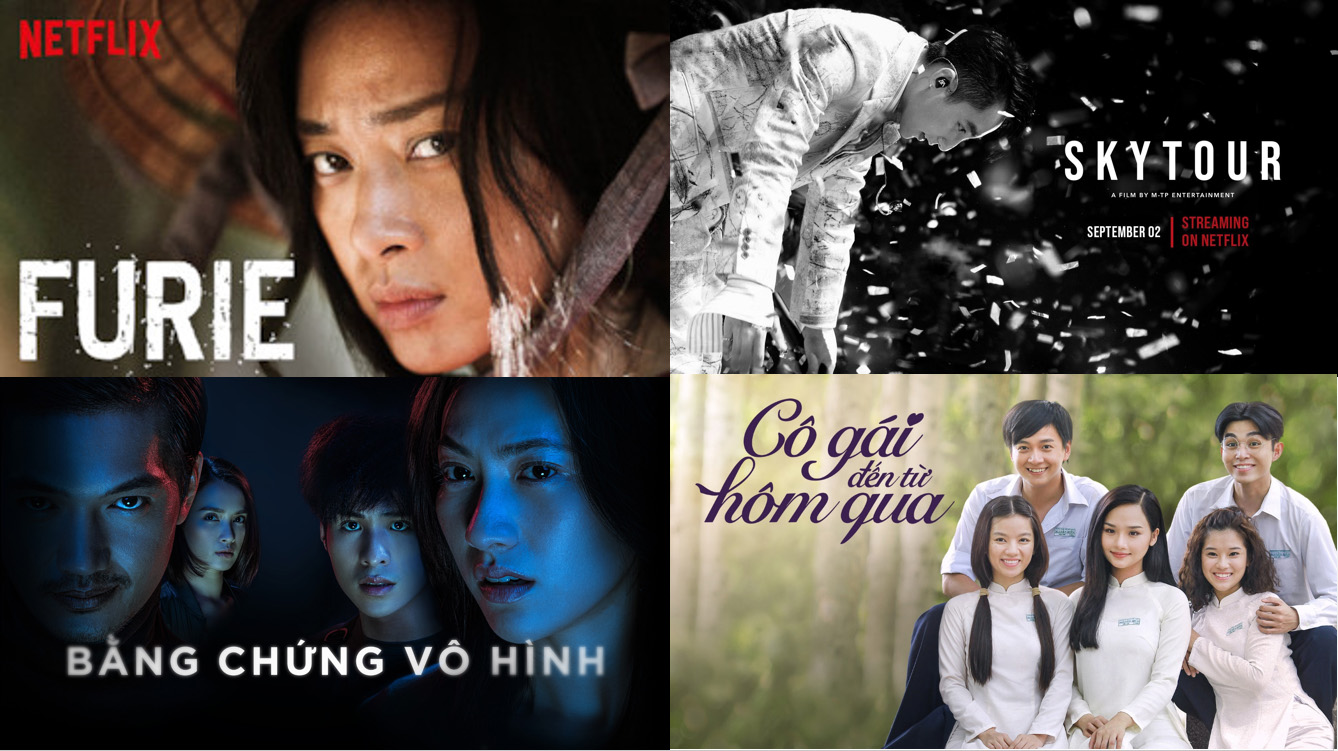 NETFLIX
FURIE
SKYTOUR
A FILM BY M-TP ENTERTAINMENT
SEPTEMBER 02
STREAMING
ON NETFLIX
BẰNG CHỨNG VÔ HÌNH
Cô gái
đến từ
hôm qua